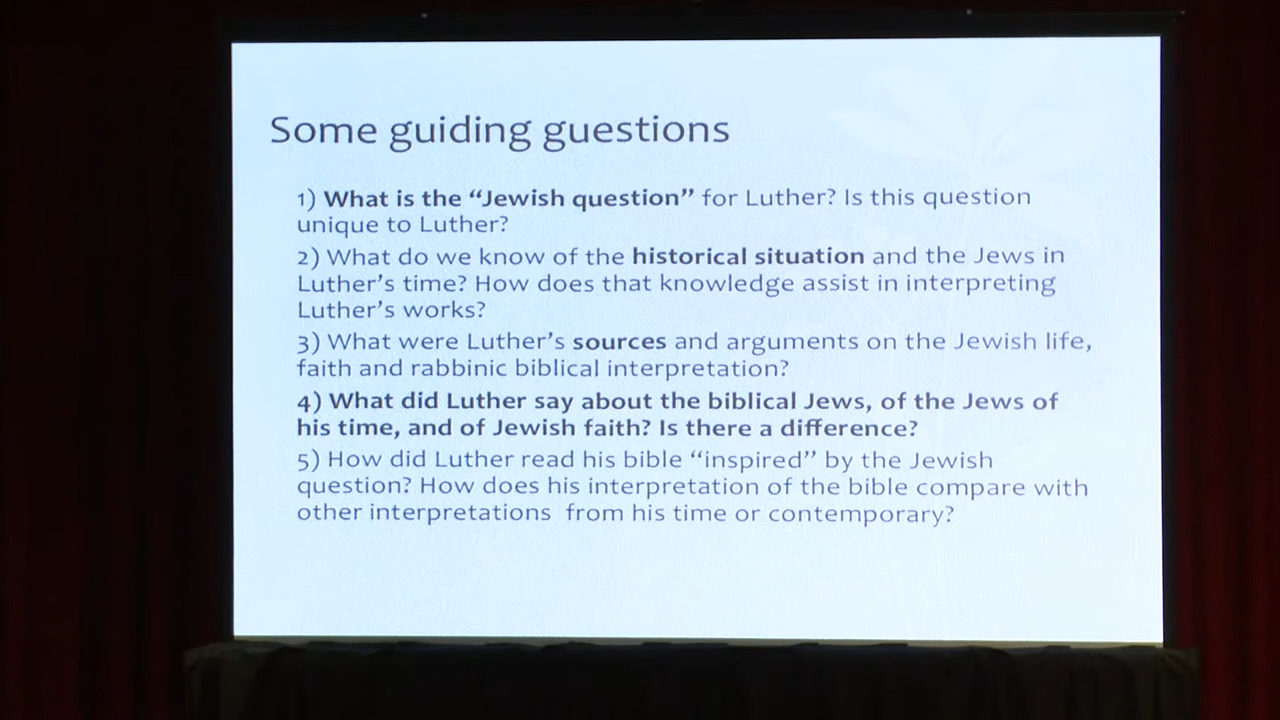 Some guiding guestions
1) What is the “Jewish question” for Luther? Is this question
unique to Luther?
2) What do we know of the historical situation and the Jews in
Luther’s time? How does that knowledge assist in interpreting
Luther’s works?
3) What were Luther’s sources and arguments on the Jewish life,
faith and rabbinic biblical interpretation?
4) What did Luther say about the biblical Jews, of the Jews of
his time, and of Jewish faith? Is there a difference?
5) How did Luther read his bible “inspired” by the Jewish
question? How does his interpretation of the bible compare with
other interpretations  from his time or contemporary?